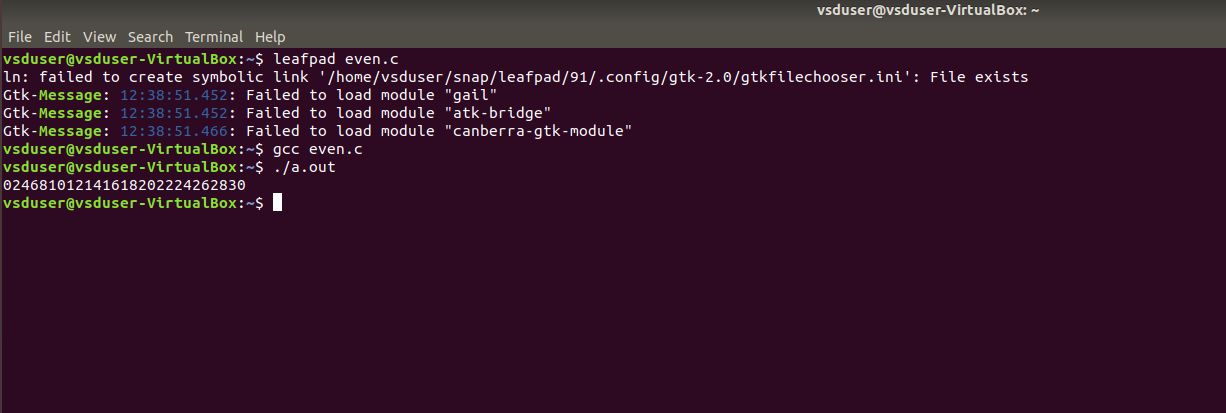 vsduser@vsduser-VirtualBox: ~
File Edit View Search Terminal Help
vsduser@vsduser-VirtualBox:~$ leafpad even.c
ln: failed to create symbolic link '/home/vsduser/snap/leafpad/91/.config/gtk-2.0/gtkfilechooser.ini': File exists
Gtk-Message: 12:38:51.452: Failed to load module "gail"
Gtk-Message: 12:38:51.452: Failed to load module "atk-bridge"
Gtk-Message: 12:38:51.466: Failed to load module "canberra-gtk-module"
vsduser@vsduser-VirtualBox:~$ gcc even.c
vsduser@vsduser-VirtualBox:~$ ./a.out
024681012141618202224262830
vsduser@vsduser-VirtualBox:~$